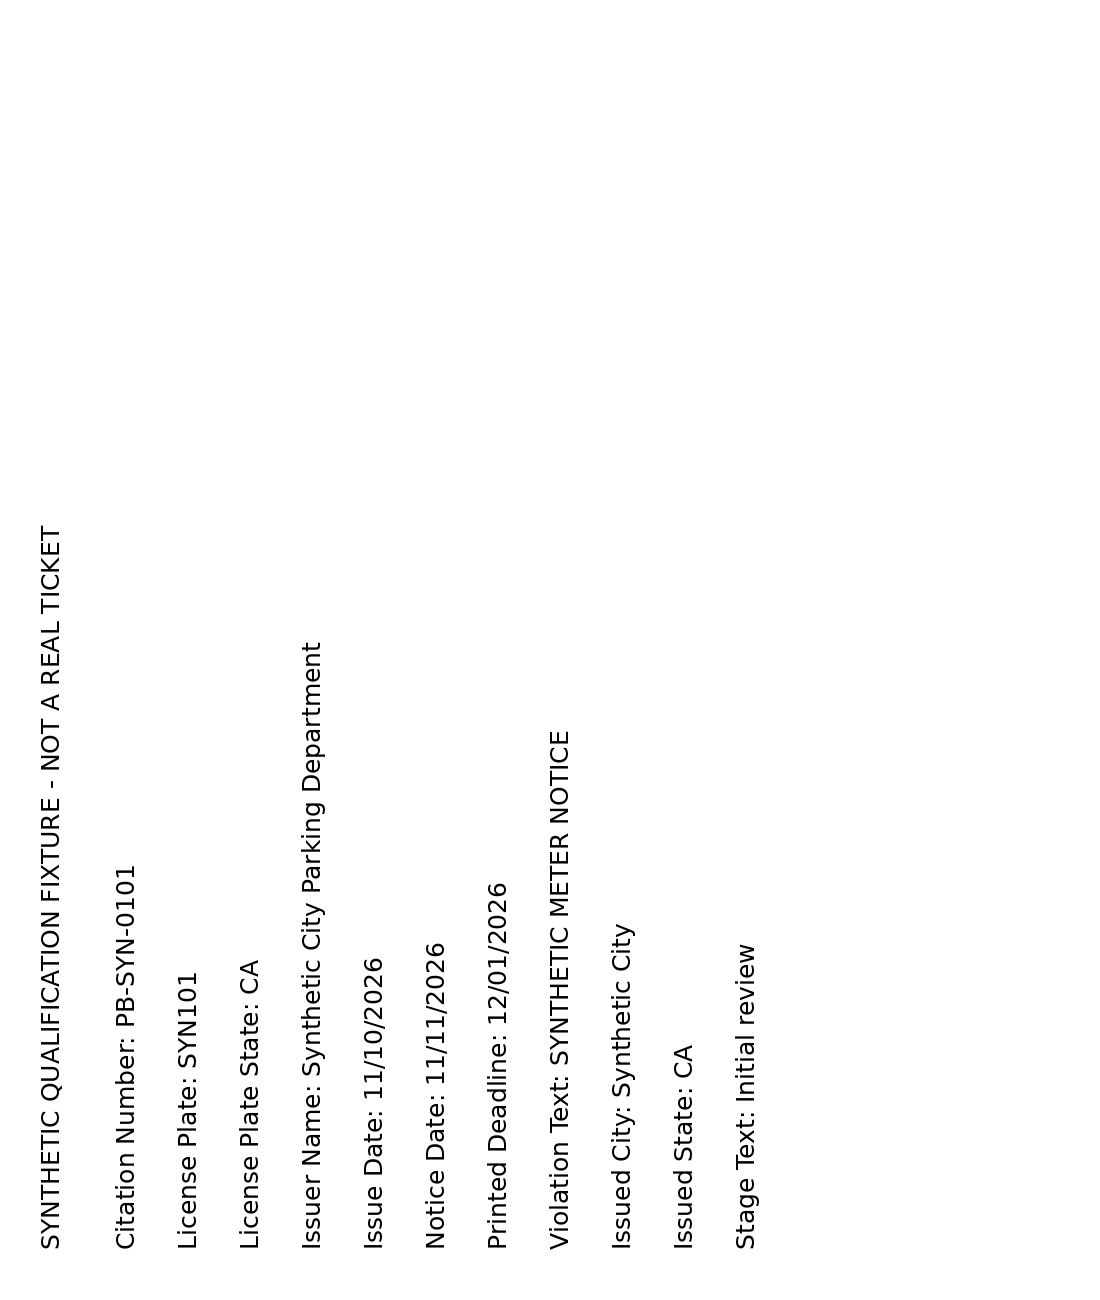 SYNTHETIC QUALIFICATION FIXTURE - NOT A REAL TICKET
Citation Number: PB-SYN-0101
License Plate: SYN101
License Plate State: CA
Issuer Name: Synthetic City Parking Department
Issue Date: 11/10/2026
Notice Date: 11/11/2026
Printed Deadline: 12/01/2026
Violation Text: SYNTHETIC METER NOTICE
Issued City: Synthetic City
Issued State: CA
Stage Text: Initial review